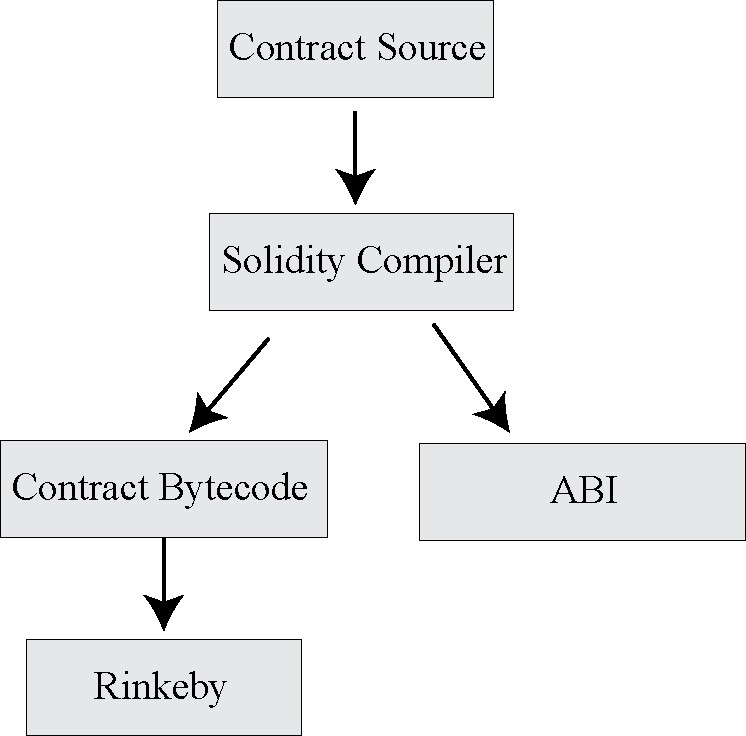 Contract Source
Solidity Compiler
Contract Bytecode
ABI
Rinkeby